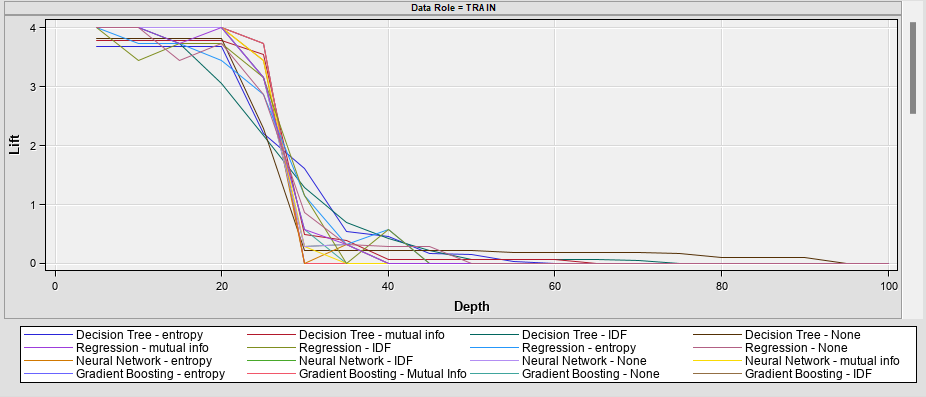 Data Role = TRAIN
4
3
2
1
0
Lift
0 20 40 60 80 100
Depth
Decision Tree - entropy Decision Tree - mutual info Decision Tree - IDF Decision Tree - None
Regression - mutual info Regression - IDF Regression - entropy Regression - None
Neural Network - entropy Neural Network - IDF Neural Network - None Neural Network - mutual info
Gradient Boosting - entropy Gradient Boosting - Mutual Info Gradient Boosting - None Gradient Boosting - IDF